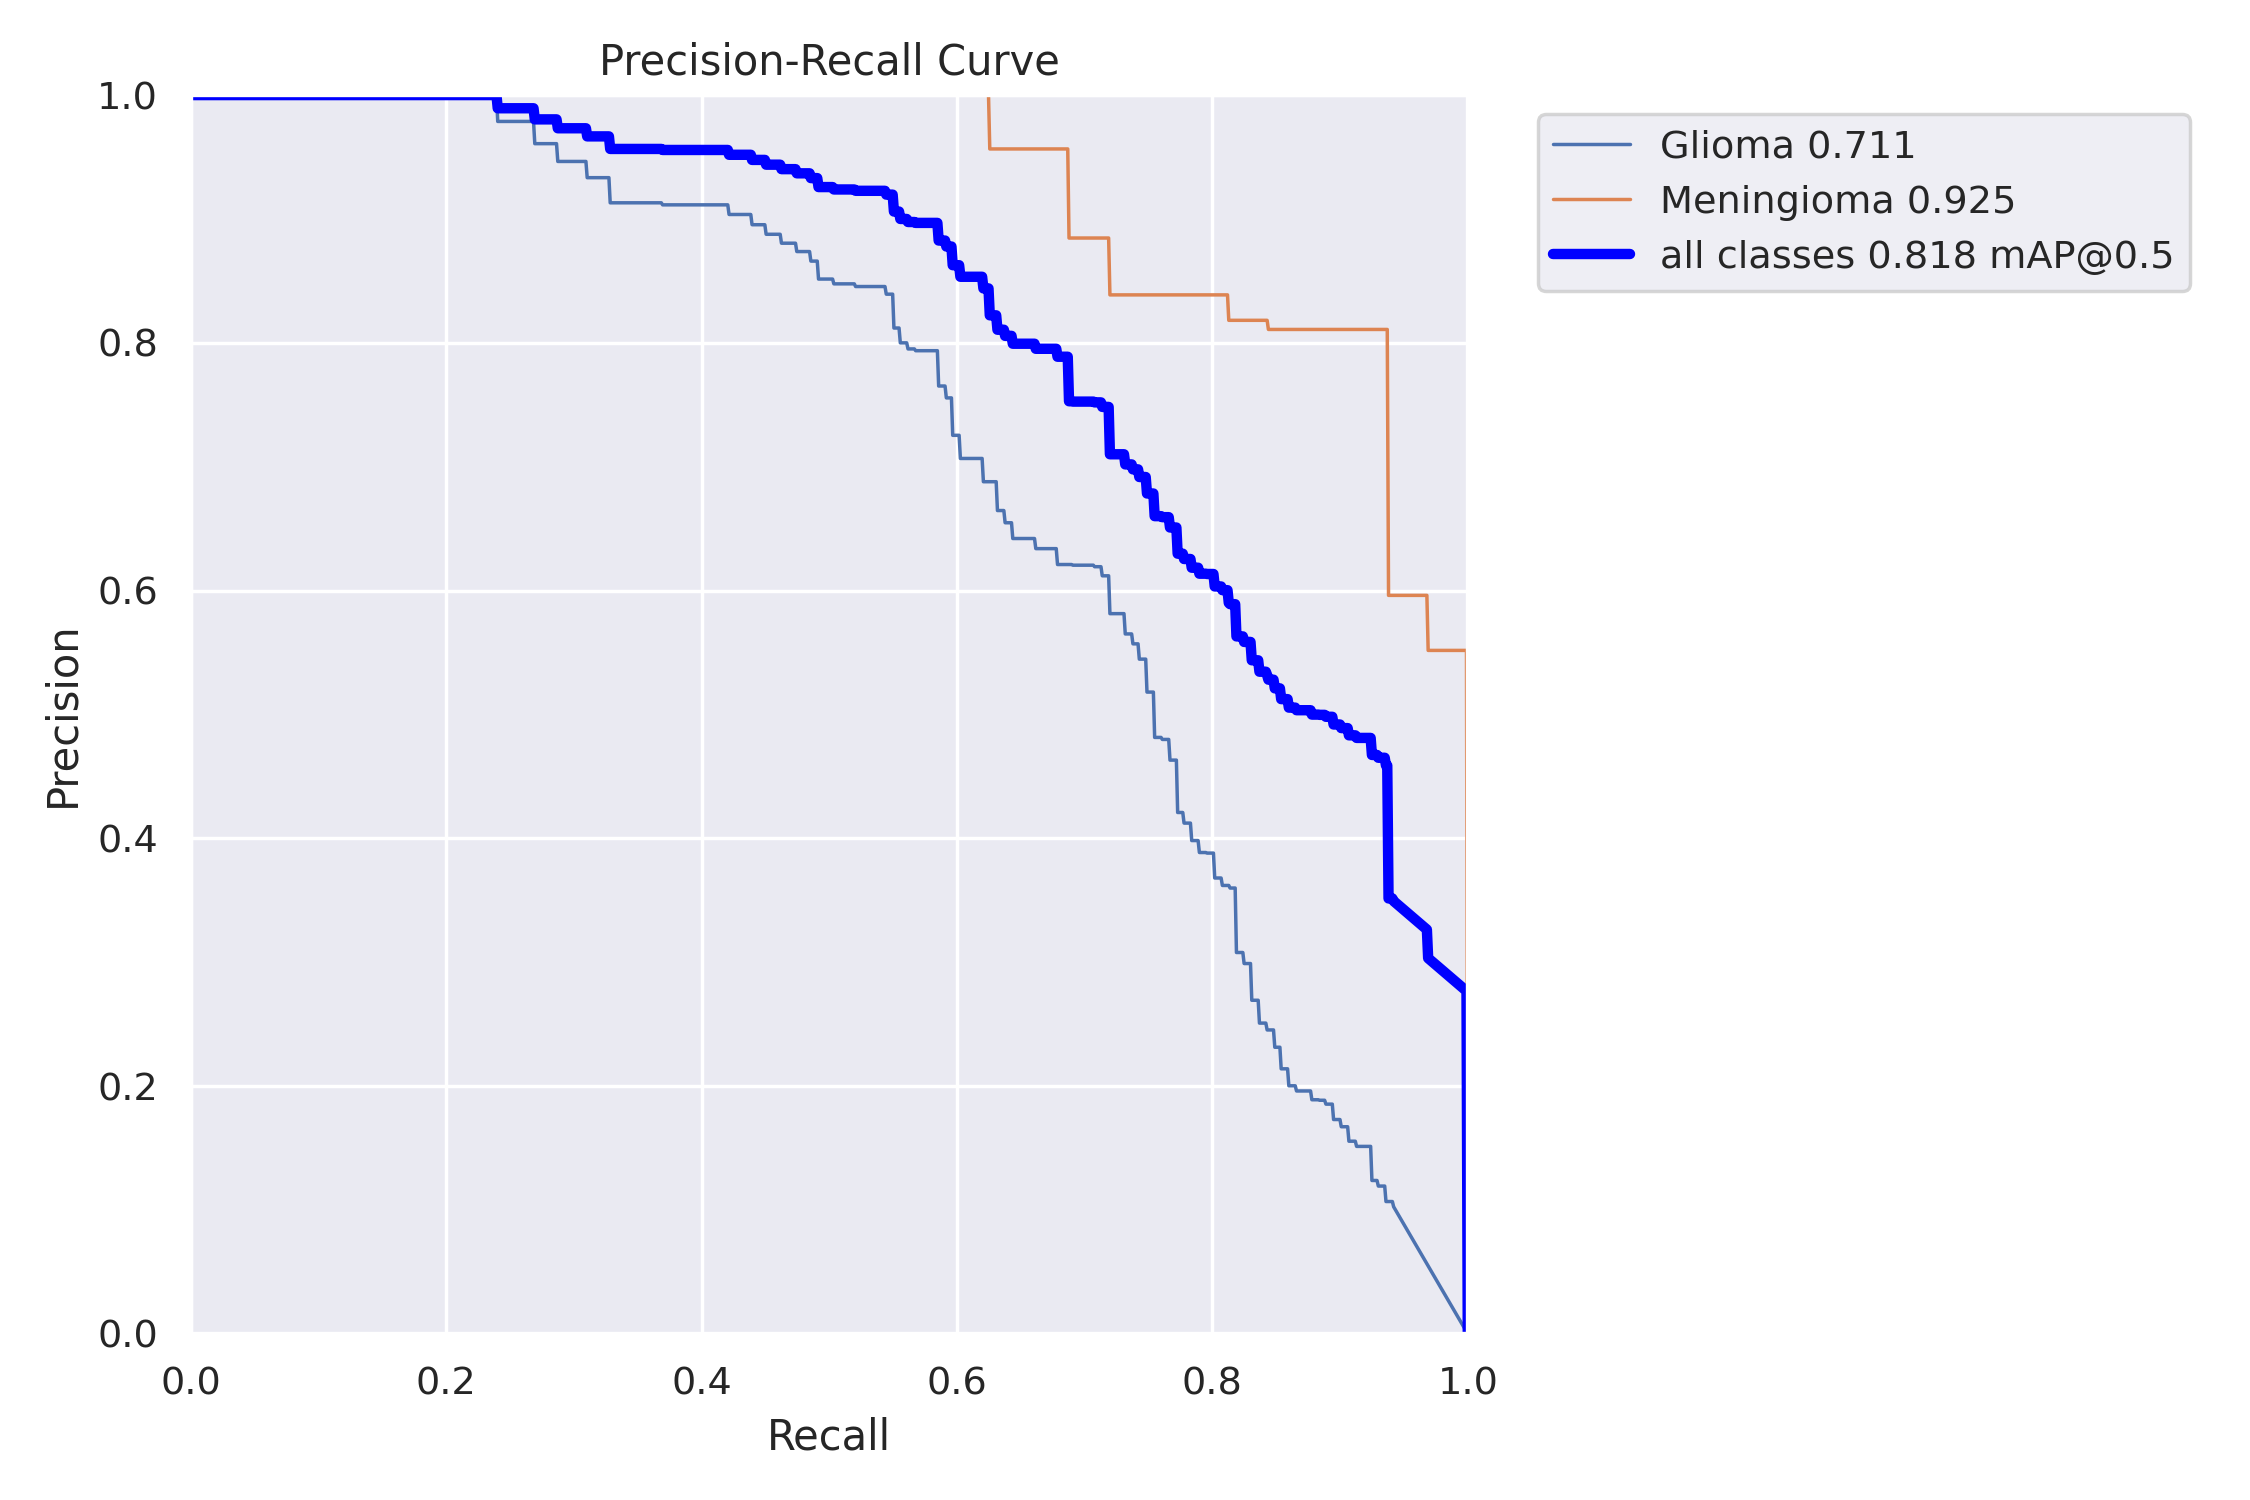 Precision-Recall Curve
Glioma 0.711
Meningioma 0.925
all classes 0.818 mAP@0.5
Precision
1.0
0.8
0.6
0.4
0.2
0.0
0.0 0.2 0.4 0.6 0.8 1.0
Recall